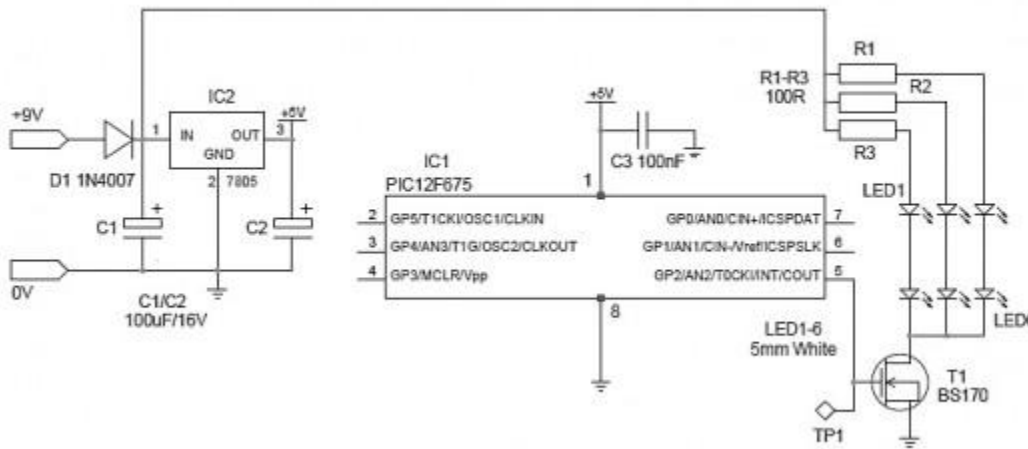 R1
R1-R3
100R
R2
R3
IC2
+5V
+9V
1
IN
OUT
3
GND
2
7805
D1 1N4007
C1
C2
0V
C1/C2
100uF/16V
+5V
C3 100nF
IC1
PIC12F675
1
2
GP5/T1CKI/OSC1/CLKIN
GP0/AN0/CIN+/ICSPDAT
7
3
GP4/AN3/T1G/OSC2/CLKOUT
GP1/AN1/CIN-/Vref/ICSPSLK
6
4
GP3/MCLR/Vpp
GP2/AN2/T0CKI/INT/COUT
5
8
LED1
LED
LED1-6
5mm White
T1
BS170
TP1